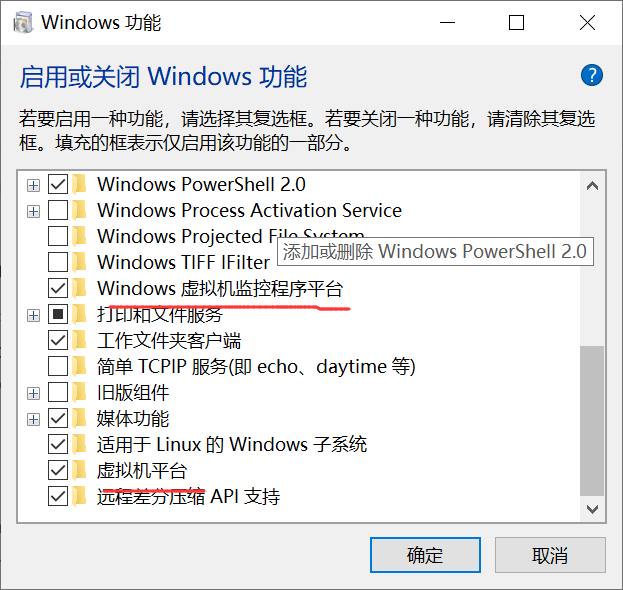 Windows 功能
启用或关闭 Windows 功能
?
若要启用一种功能，请选择其复选框。若要关闭一种功能，请清除其复选
框。填充的框表示仅启用该功能的一部分。
Windows PowerShell 2.0
Windows Process Activation Service
Windows Projected File System
添加或删除 Windows PowerShell 2.0
Windows TIFF IFilter
Windows 虚拟机监控程序平台
打印和文件服务
工作文件夹客户端
简单 TCPIP 服务(即 echo、daytime 等)
旧版组件
媒体功能
适用于 Linux 的 Windows 子系统
虚拟机平台
远程差分压缩 API 支持
确定
取消